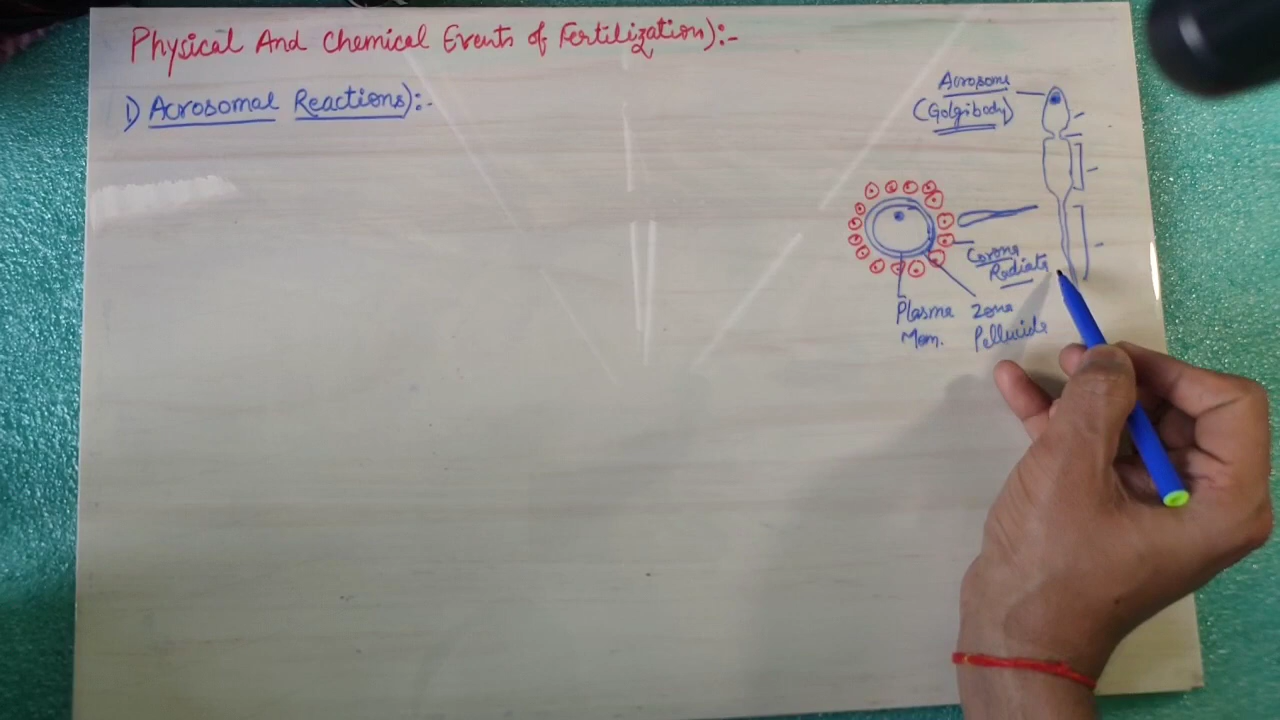 Physical And Chemical Events of Fertilization):-
1) Acrosomal Reactions):-
Acrosome
(Golgibody)
Corona
Radiata
Plasma
Mem.
Zona
Pellucida